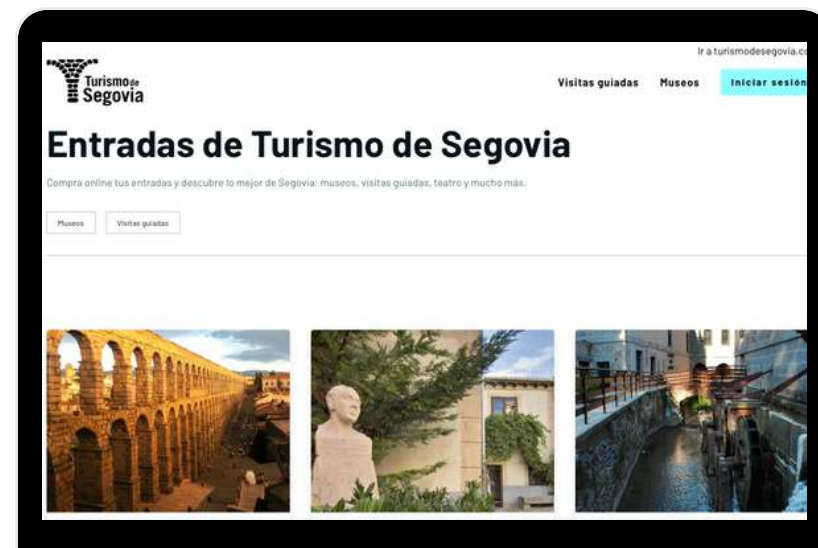 Ir a turismodesegovia.co
Turismo de
Segovia
Visitas guiadas Museos Iniciar sesión
Entradas de Turismo de Segovia
Compra online tus entradas y descubre lo mejor de Segovia: museos, visitas guiadas, teatro y mucho más.
Museos Visitas guiadas